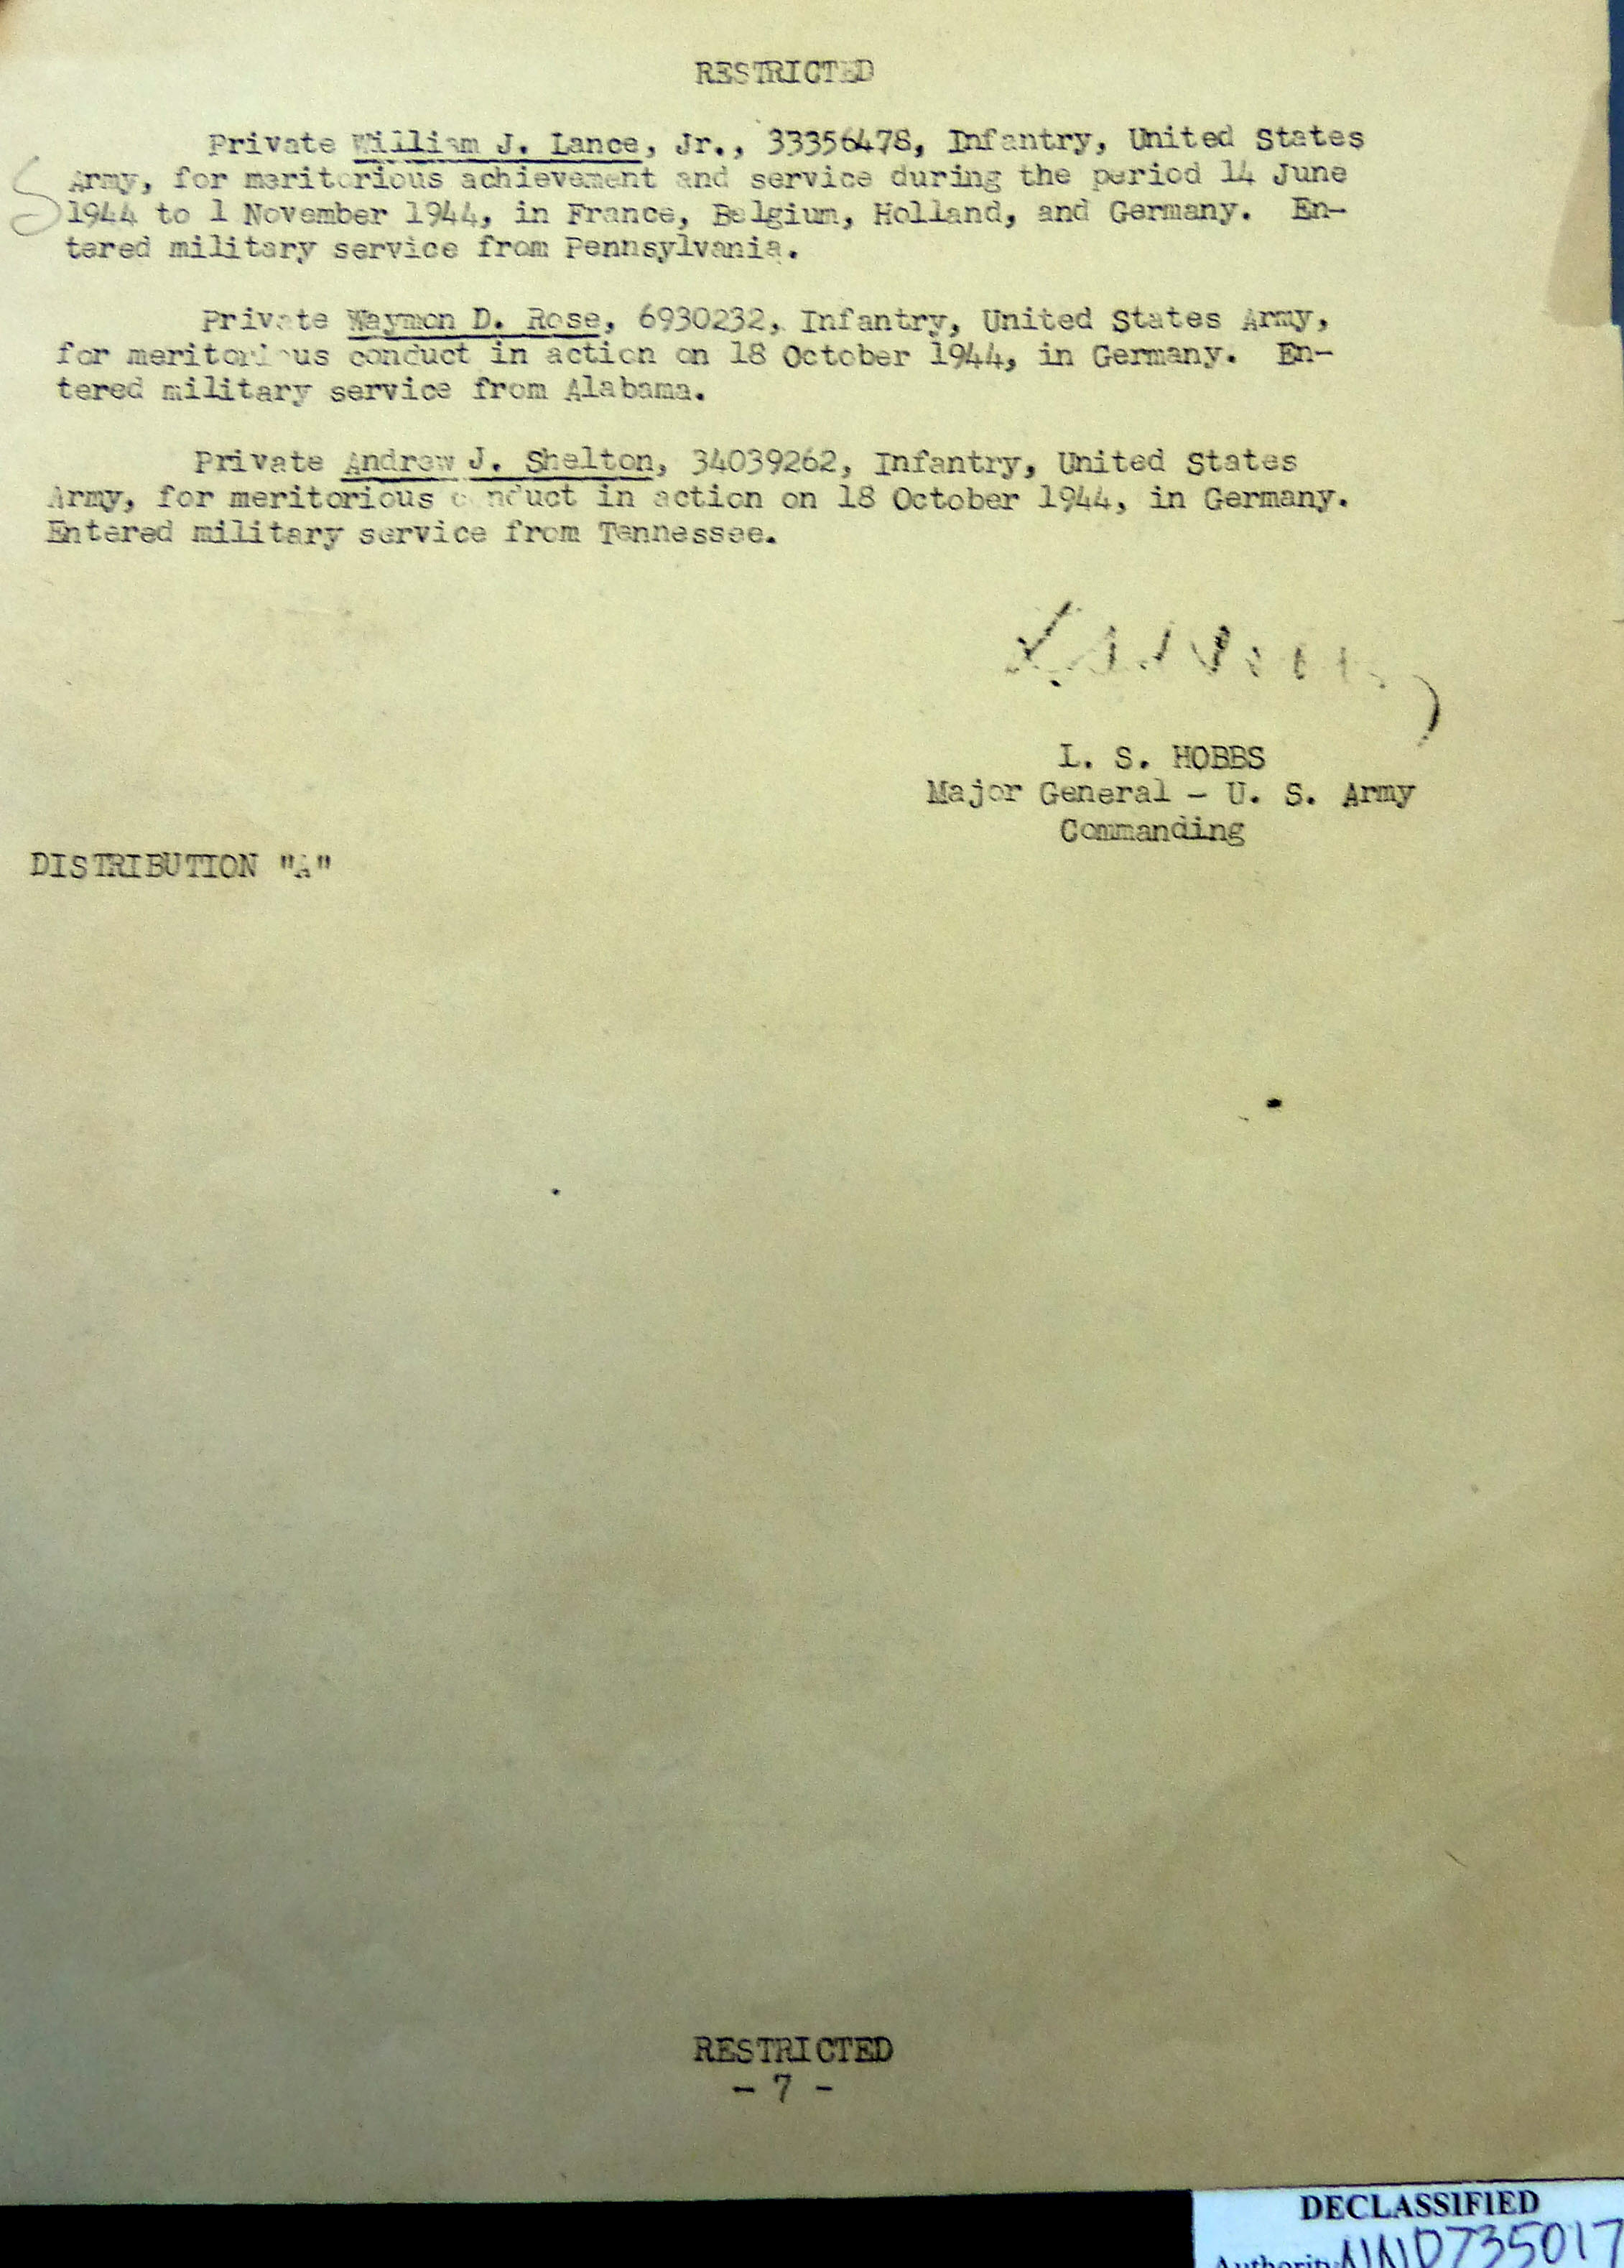 RESTRICTED
Private William J. Lance, Jr., 33356478, Infantry, United States
Army, for meritorious achievement and service during the period 14 June
1944 to 1 November 1944, in France, Belgium, Holland, and Germany. En-
tered military service from Pennsylvania.
Private Waymon D. Rose, 6930232, Infantry, United States Army,
for meritorious conduct in action on 18 October 1944, in Germany. En-
tered military service from Alabama.
Private Andrew J. Shelton, 34039262, Infantry, United States
Army, for meritorious conduct in action on 18 October 1944, in Germany.
Entered military service from Tennessee.
L. S. HOBBS
Major General - U. S. Army
Commanding
DISTRIBUTION "A"
RESTRICTED
- 7 -
DECLASSIFIED
Authority NND735017